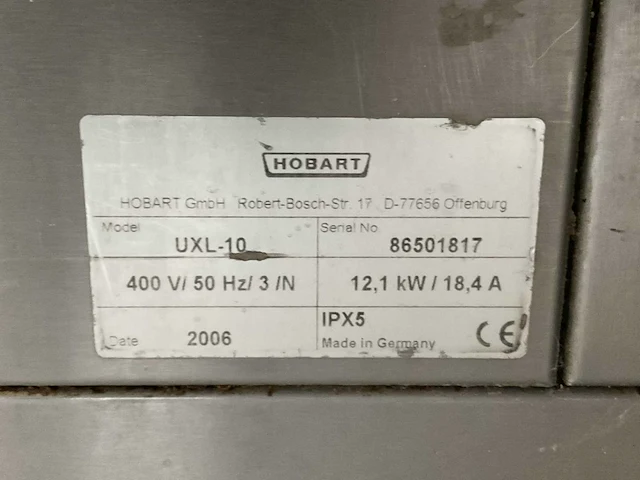 HOBART
HOBART GmbH Robert-Bosch-Str. 17 D-77656 Offenburg
Model
UXL-10
Serial No
86501817
400 V/ 50 Hz/ 3 /N
12,1 kW / 18,4 A
Date
2006
IPX5
Made in Germany
CE